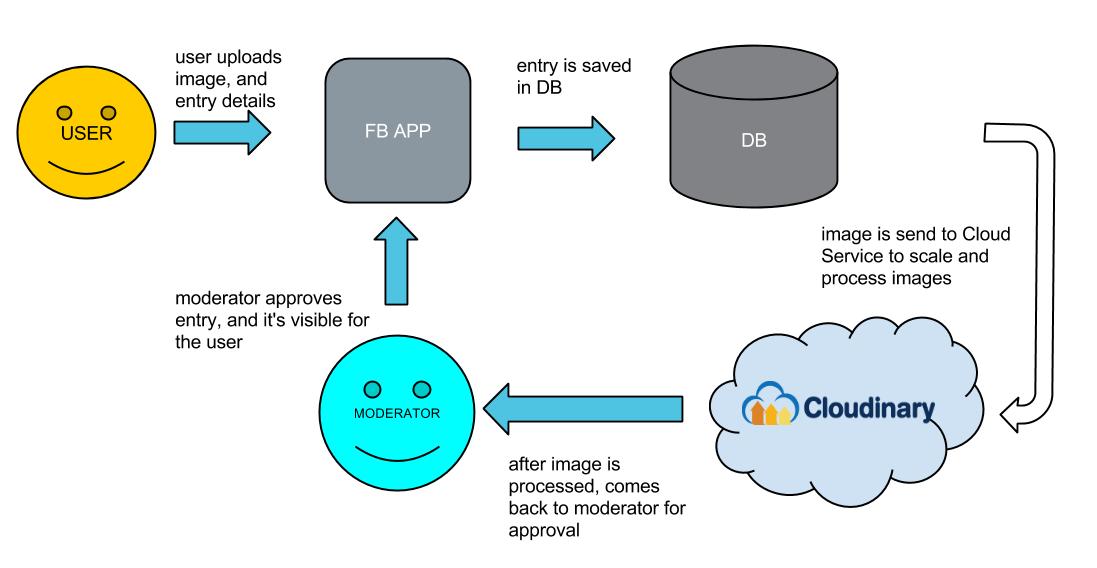 user uploads
image, and
entry details
USER
FB APP
entry is saved
in DB
DB
image is send to Cloud
Service to scale and
process images
moderator approves
entry, and it's visible for
the user
MODERATOR
Cloudinary
after image is
processed, comes
back to moderator for
approval